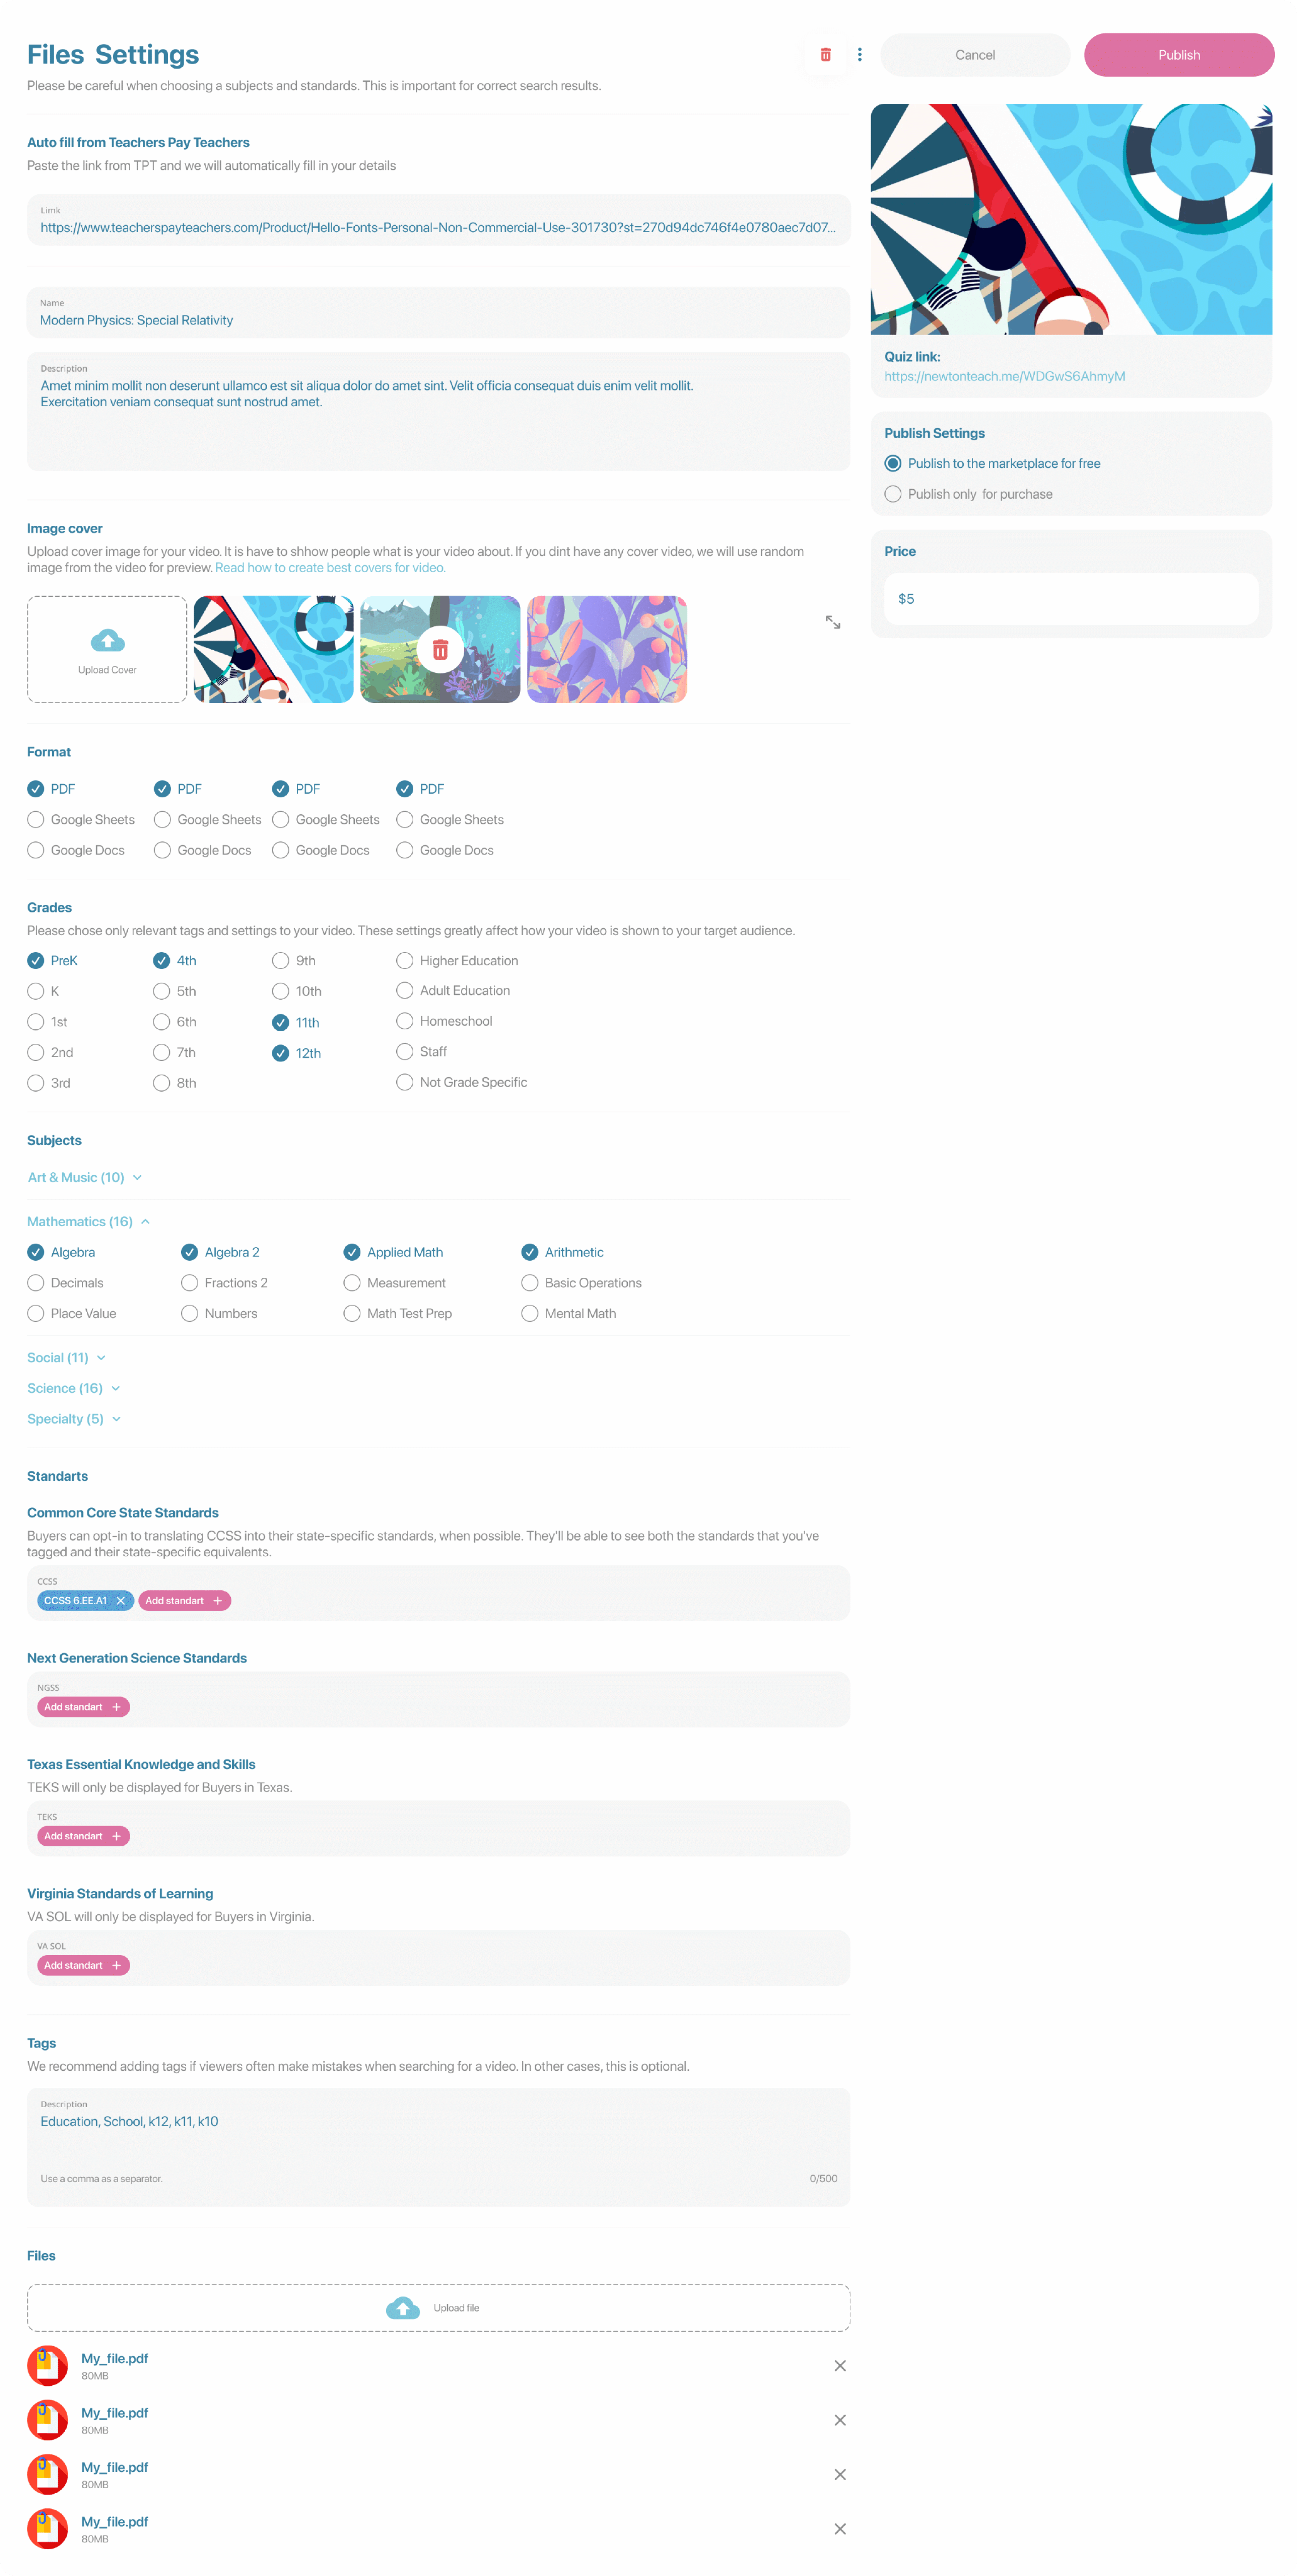 Files Settings
Cancel
Publish
Please be careful when choosing a subjects and standards. This is important for correct search results.
Auto fill from Teachers Pay Teachers
Paste the link from TPT and we will automatically fill in your details
Limk
https://www.teacherspayteachers.com/Product/Hello-Fonts-Personal-Non-Commercial-Use-301730?st=270d94dc746f4e0780aec7d07...
Name
Modern Physics: Special Relativity
Description
Amet minim mollit non deserunt ullamco est sit aliqua dolor do amet sint. Velit officia consequat duis enim velit mollit.
Exercitation veniam consequat sunt nostrud amet.
Quiz link:
https://newtonteach.me/WDGwS6AhmyM
Publish Settings
Publish to the marketplace for free
Publish only for purchase
Price
$5
Image cover
Upload cover image for your video. It is have to shhow people what is your video about. If you dint have any cover video, we will use random
image from the video for preview. Read how to create best covers for video.
Upload Cover
Format
PDF PDF PDF PDF
Google Sheets Google Sheets Google Sheets Google Sheets
Google Docs Google Docs Google Docs Google Docs
Grades
Please chose only relevant tags and settings to your video. These settings greatly affect how your video is shown to your target audience.
PreK 4th 9th Higher Education
K 5th 10th Adult Education
1st 6th 11th Homeschool
2nd 7th 12th Staff
3rd 8th Not Grade Specific
Subjects
Art & Music (10)
Mathematics (16)
Algebra Algebra 2 Applied Math Arithmetic
Decimals Fractions 2 Measurement Basic Operations
Place Value Numbers Math Test Prep Mental Math
Social (11)
Science (16)
Specialty (5)
Standarts
Common Core State Standards
Buyers can opt-in to translating CCSS into their state-specific standards, when possible. They'll be able to see both the standards that you've
tagged and their state-specific equivalents.
CCSS
CCSS 6.EE.A1 Add standart
Next Generation Science Standards
NGSS
Add standart
Texas Essential Knowledge and Skills
TEKS will only be displayed for Buyers in Texas.
TEKS
Add standart
Virginia Standards of Learning
VA SOL will only be displayed for Buyers in Virginia.
VA SOL
Add standart
Tags
We recommend adding tags if viewers often make mistakes when searching for a video. In other cases, this is optional.
Description
Education, School, k12, k11, k10
Use a comma as a separator. 0/500
Files
Upload file
My_file.pdf
80MB
My_file.pdf
80MB
My_file.pdf
80MB
My_file.pdf
80MB